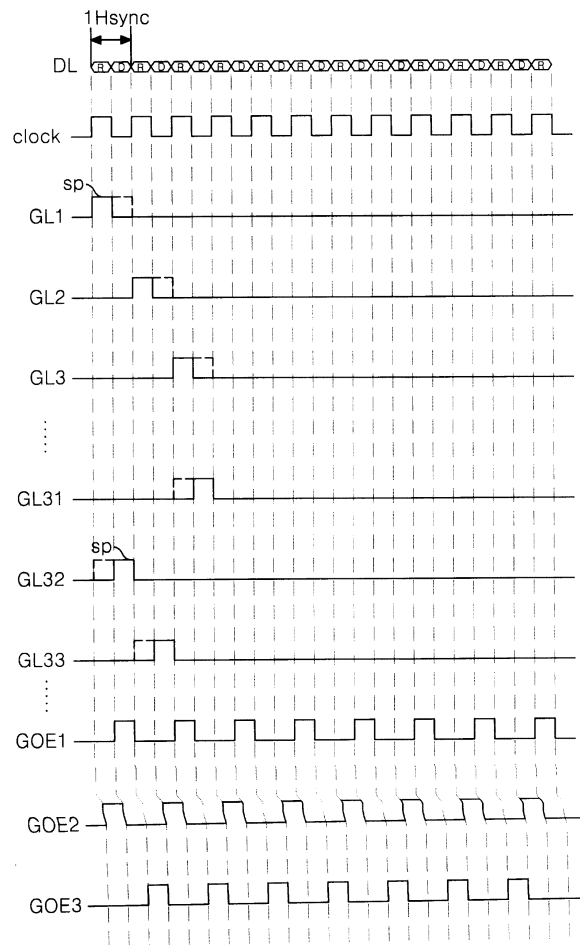 1Hsync
DL R D R D R D R D R D R D R D R D R D R D R D R
clock
sp
GL1
GL2
GL3
.....
GL31
sp
GL32
GL33
.....
GOE1
GOE2
GOE3